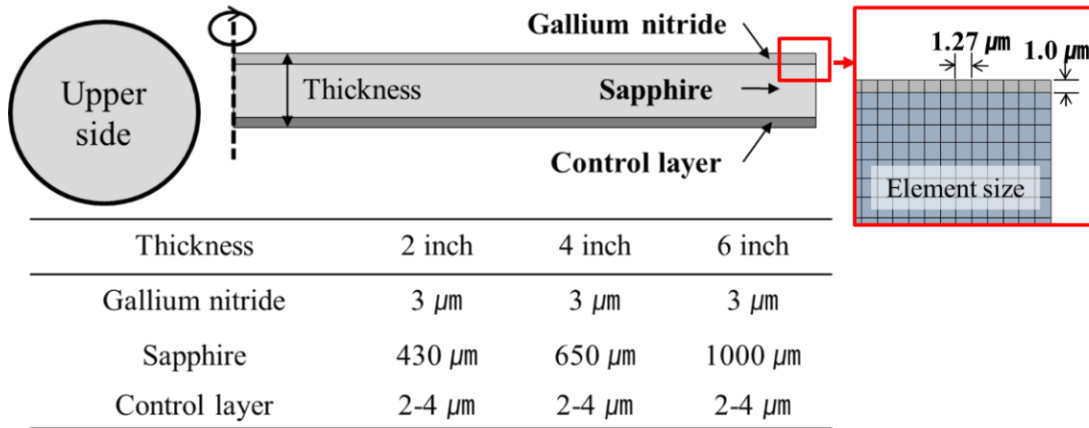 Upper
side
Gallium nitride
Thickness
Sapphire
Control layer
1.27 ㎛
1.0 ㎛
Element size
Thickness 2 inch 4 inch 6 inch
Gallium nitride 3 ㎛ 3 ㎛ 3 ㎛
Sapphire 430 ㎛ 650 ㎛ 1000 ㎛
Control layer 2-4 ㎛ 2-4 ㎛ 2-4 ㎛